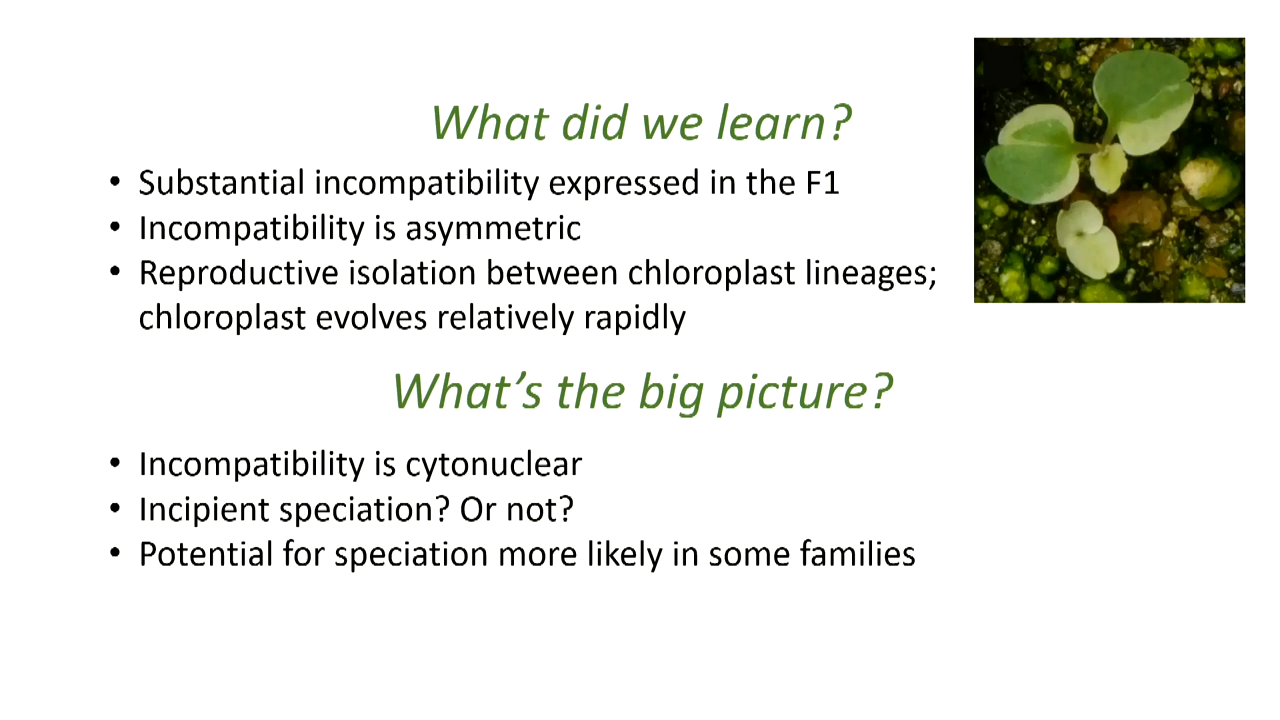 What did we learn?
• Substantial incompatibility expressed in the F1
• Incompatibility is asymmetric
• Reproductive isolation between chloroplast lineages;
chloroplast evolves relatively rapidly
What’s the big picture?
• Incompatibility is cytonuclear
• Incipient speciation? Or not?
• Potential for speciation more likely in some families